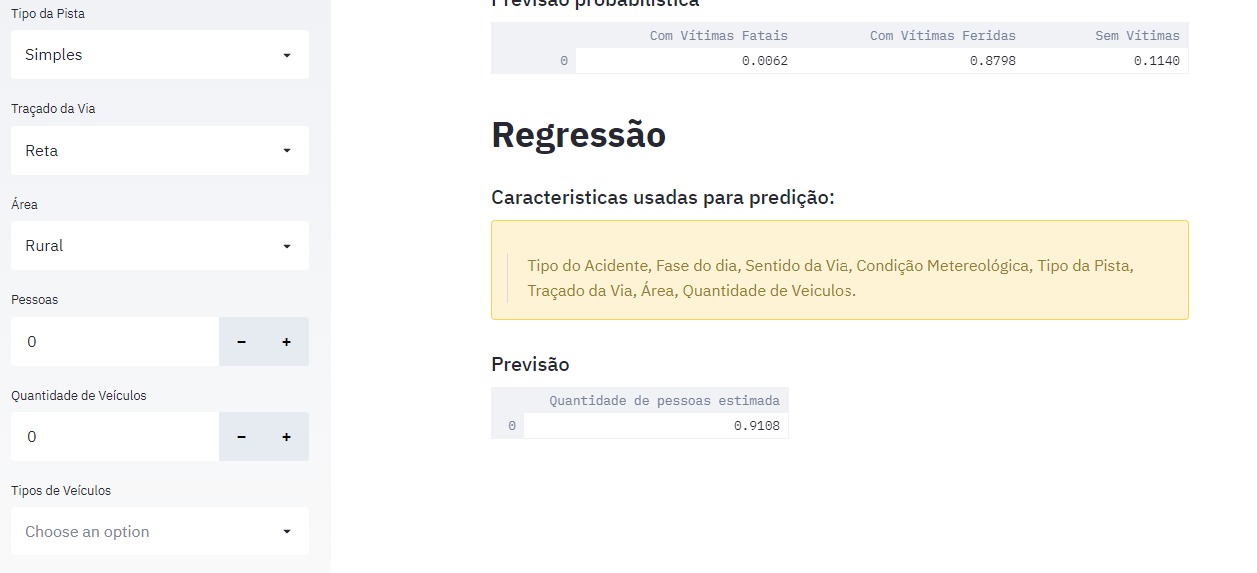 Tipo da Pista
Simples
Traçado da Via
Reta
Área
Rural
Pessoas
0 − +
Quantidade de Veículos
0 − +
Tipos de Veículos
Choose an option
Previsão probabilistica
Com Vítimas Fatais Com Vítimas Feridas Sem Vítimas
0 0.0062 0.8798 0.1140
Regressão
Caracteristicas usadas para predição:
Tipo do Acidente, Fase do dia, Sentido da Via, Condição Metereológica, Tipo da Pista,
Traçado da Via, Área, Quantidade de Veiculos.
Previsão
Quantidade de pessoas estimada
0 0.9108